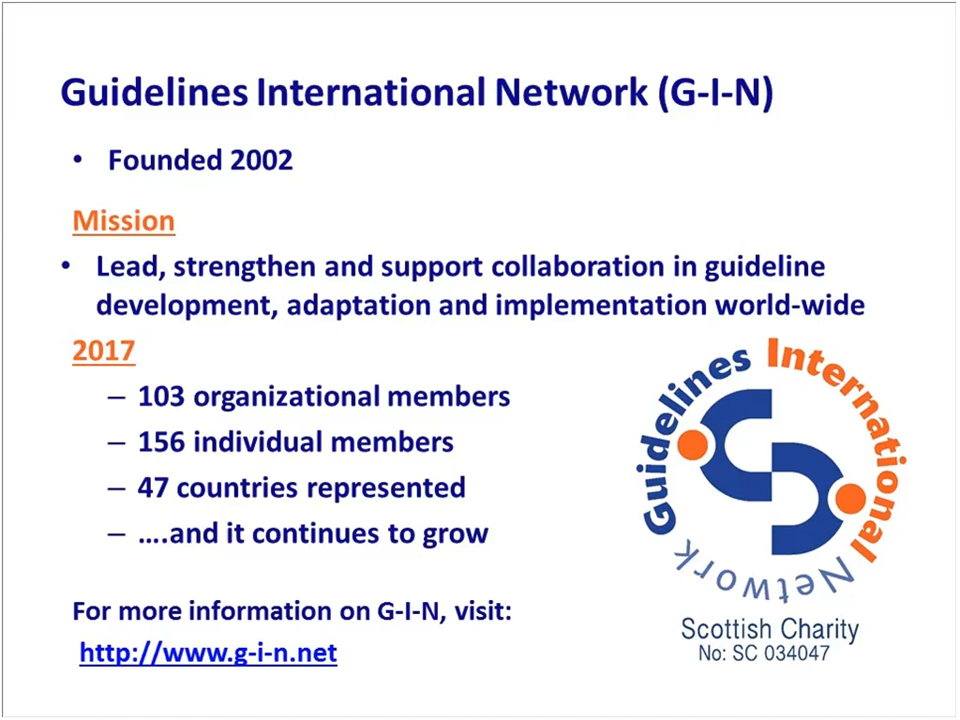 Guidelines International Network (G-I-N)
• Founded 2002
Mission
• Lead, strengthen and support collaboration in guideline
development, adaptation and implementation world-wide
2017
– 103 organizational members
– 156 individual members
– 47 countries represented
– ….and it continues to grow
For more information on G-I-N, visit:
http://www.g-i-n.net
Guidelines International Network
Scottish Charity
No: SC 034047